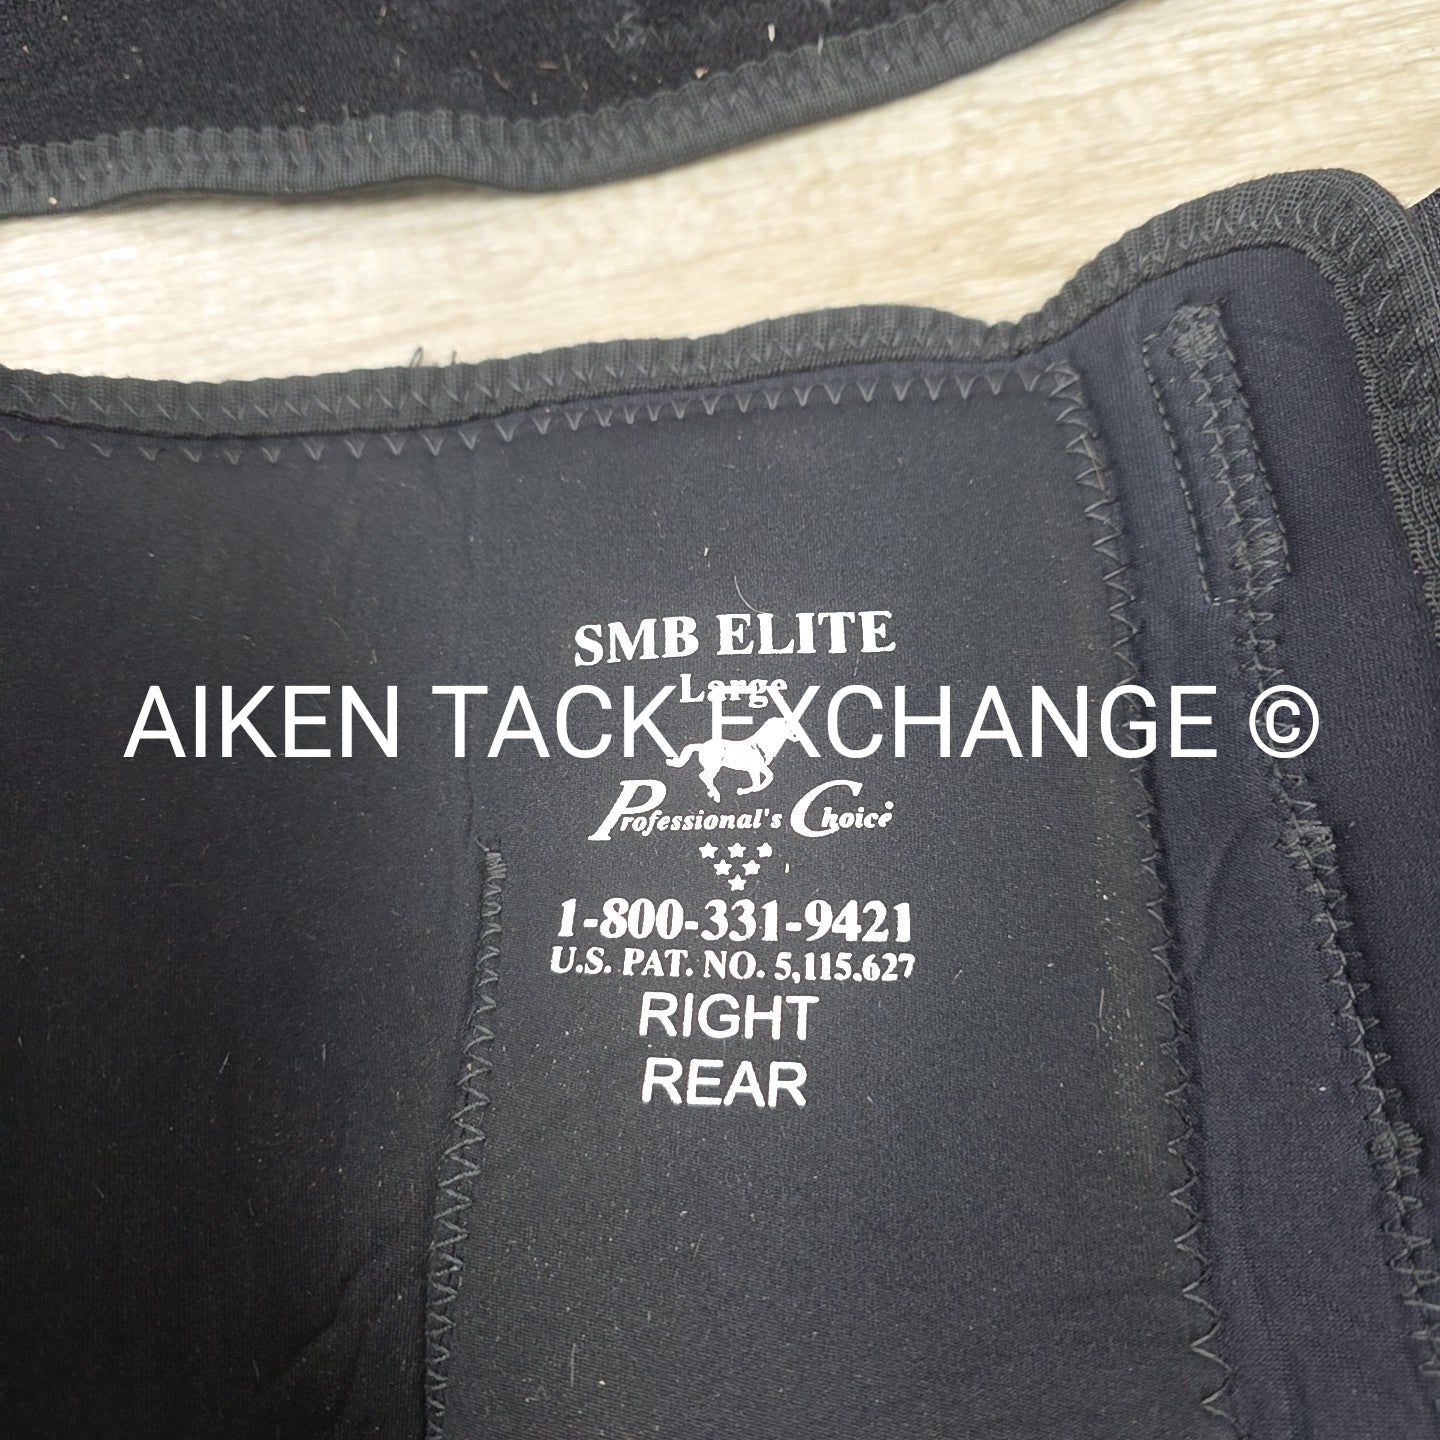 SMB ELITE
Large
AIKEN TACK EXCHANGE ©
Professional's Choice
1-800-331-9421
U.S. PAT. NO. 5,115,627
RIGHT
REAR